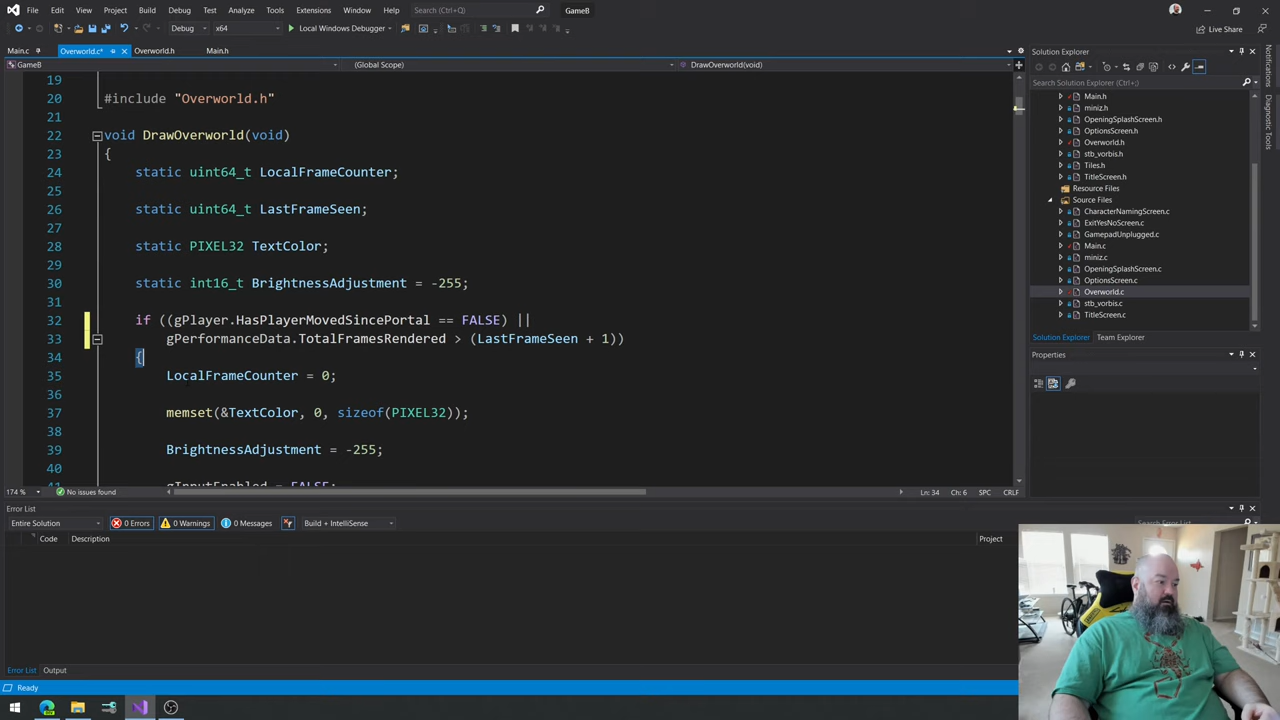 File Edit View Git Project Build Debug Test Analyze Tools Extensions Window Help Search (Ctrl+Q) GameB
Debug x64 Local Windows Debugger Live Share
Main.c Overworld.c* Overworld.h Main.h
GameB (Global Scope) DrawOverworld(void)
19
20 #include "Overworld.h"
21
22 void DrawOverworld(void)
23 {
24 static uint64_t LocalFrameCounter;
25
26 static uint64_t LastFrameSeen;
27
28 static PIXEL32 TextColor;
29
30 static int16_t BrightnessAdjustment = -255;
31
32 if ((gPlayer.HasPlayerMovedSincePortal == FALSE) ||
33 gPerformanceData.TotalFramesRendered > (LastFrameSeen + 1))
34 {
35 LocalFrameCounter = 0;
36
37 memset(&TextColor, 0, sizeof(PIXEL32));
38
39 BrightnessAdjustment = -255;
40
gInputEnabled = FALSE;
174 % No issues found Ln: 34 Ch: 6 SPC CRLF
Error List
Entire Solution 0 Errors 0 Warnings 0 Messages Build + IntelliSense
Code Description Project
Error List Output
Ready
Solution Explorer
Search Solution Explorer (Ctrl+;)
Main.h
miniz.h
OpeningSplashScreen.h
OptionsScreen.h
Overworld.h
stb_vorbis.h
Tiles.h
TitleScreen.h
Resource Files
Source Files
CharacterNamingScreen.c
ExitYesNoScreen.c
GamepadUnplugged.c
Main.c
miniz.c
OpeningSplashScreen.c
OptionsScreen.c
Overworld.c
stb_vorbis.c
TitleScreen.c
Solution Explorer Team Explorer
Properties
Notifications
Diagnostic Tools